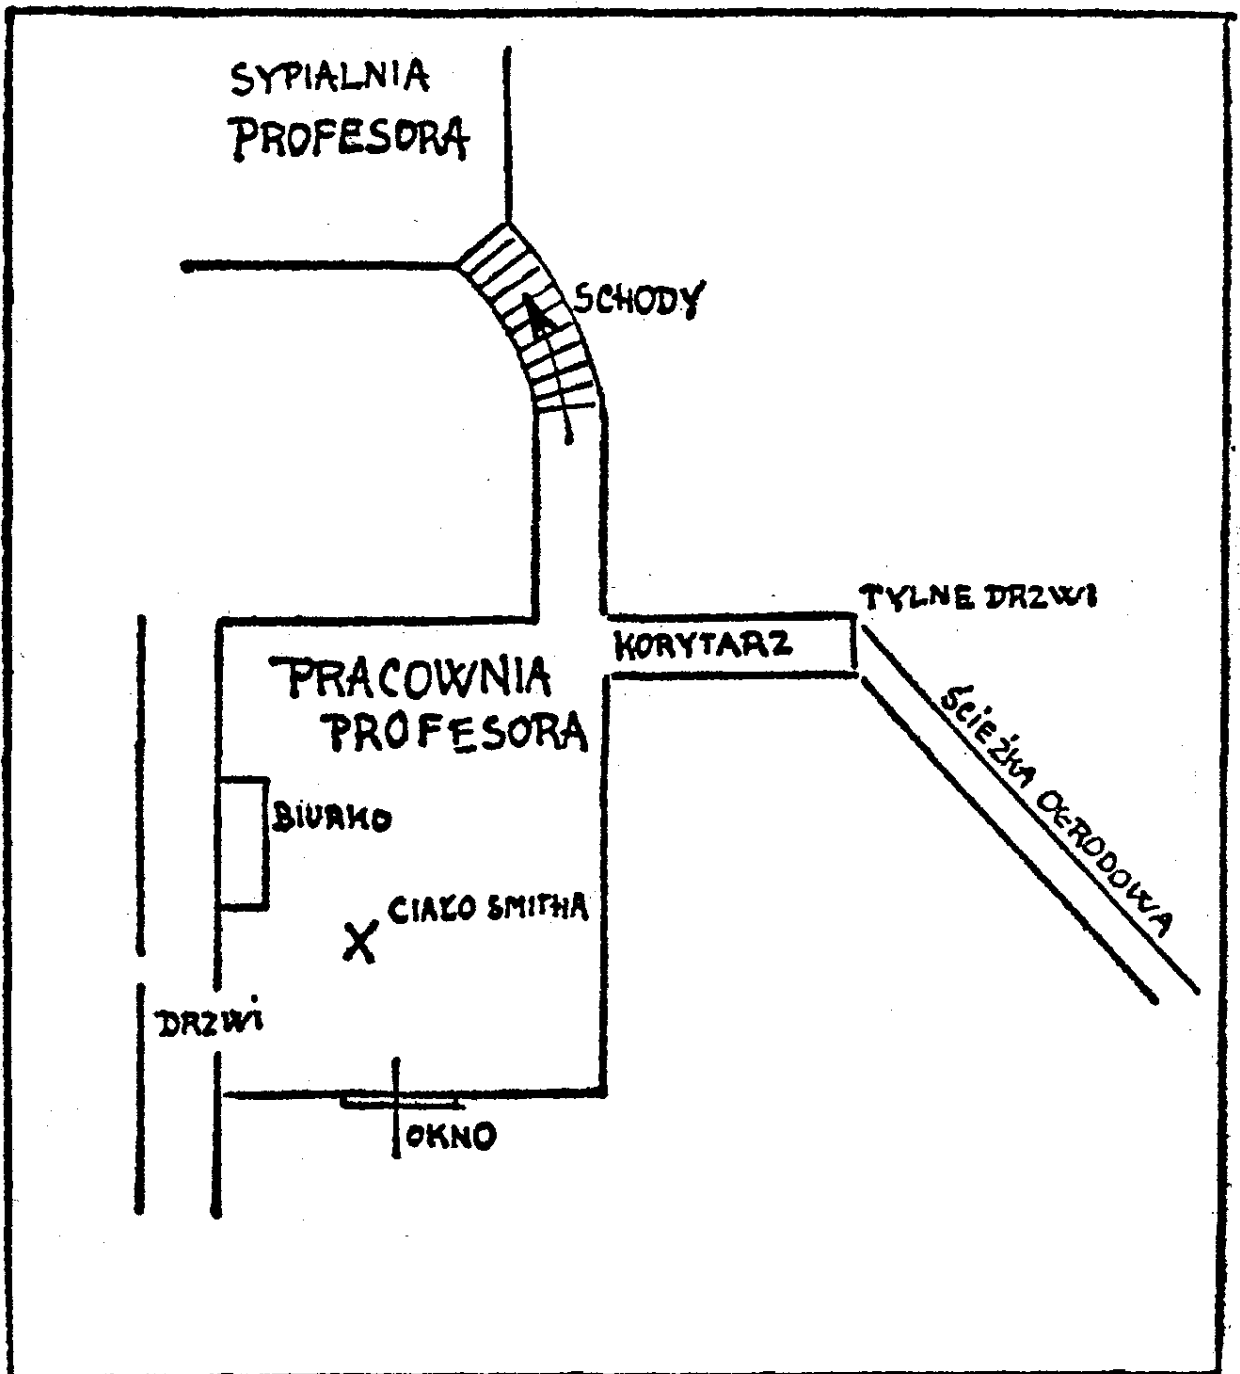 SYPIALNIA
PROFESORA
SCHODY
TYLNE DRZWI
KORYTARZ
PRACOWNIA
PROFESORA
ŚCIEŻKA OGRODOWA
BIURKO
CIAŁO SMITHA
X
DRZWI
OKNO